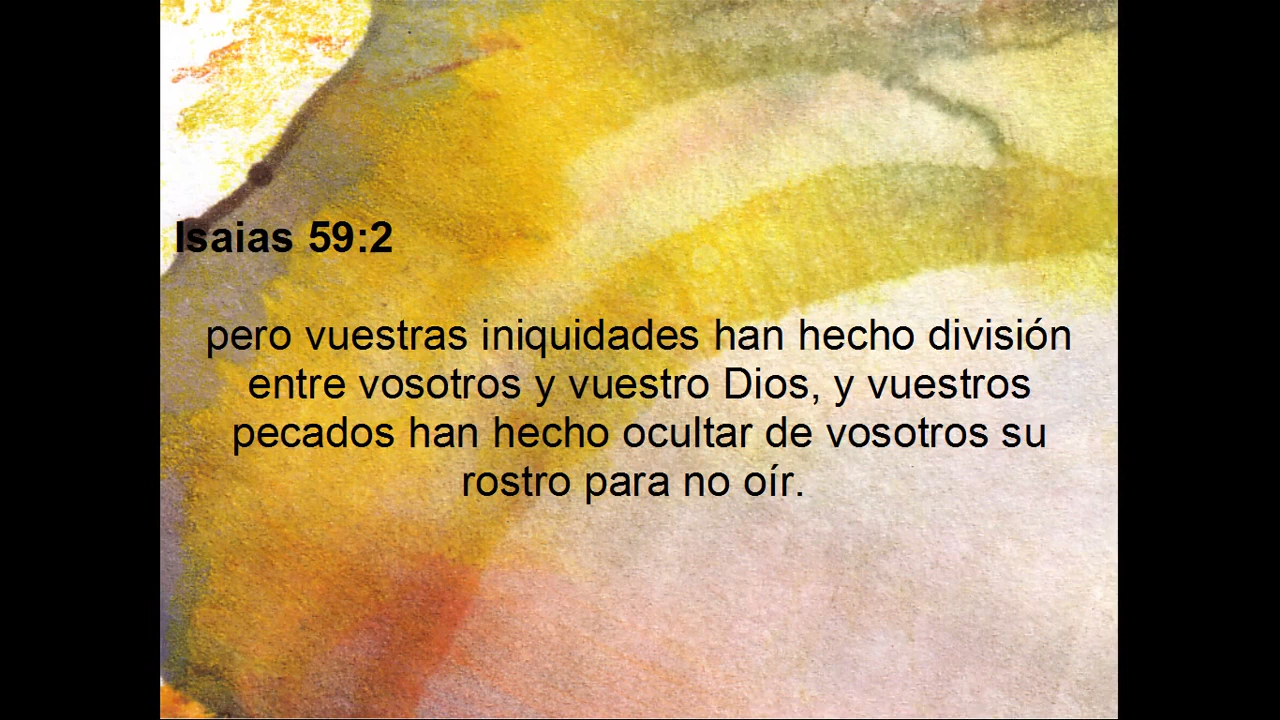 Isaias 59:2
pero vuestras iniquidades han hecho división
entre vosotros y vuestro Dios, y vuestros
pecados han hecho ocultar de vosotros su
rostro para no oír.